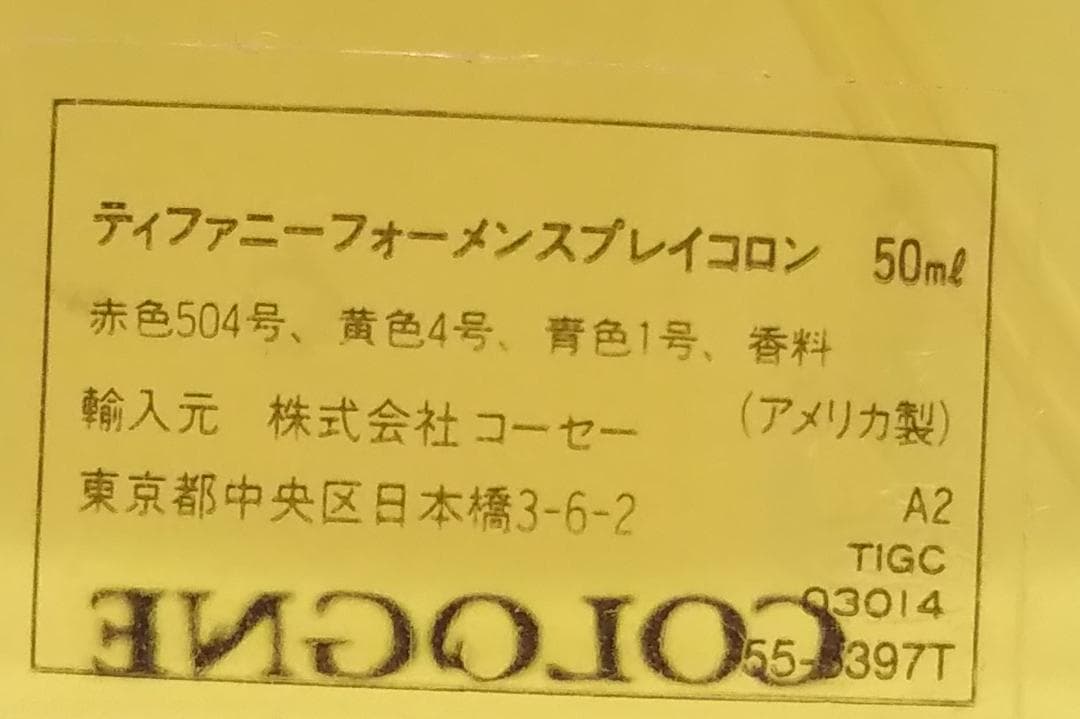 ティファニーフォーメンスプレイコロン 50mℓ
赤色504号、黄色4号、青色1号、香料
輸入元 株式会社コーセー (アメリカ製)
東京都中央区日本橋3-6-2 A2
TIGC
03014
COLOGNE